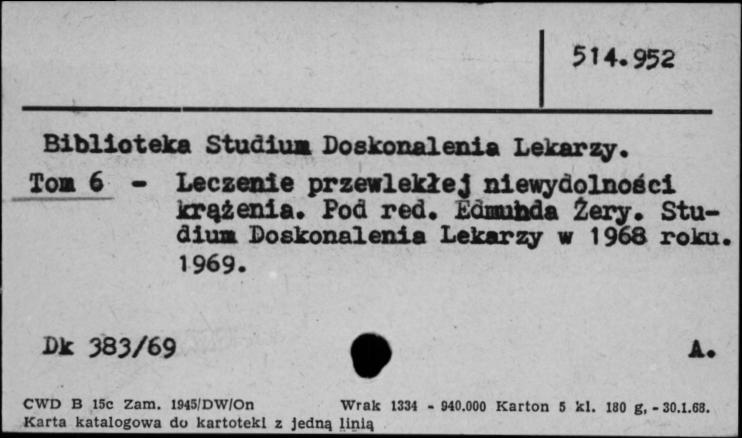 514.952
Biblioteka Studium Doskonalenia Lekarzy.
Tom 6 - Leczenie przewlekłej niewydolności
krążenia. Pod red. Edmunda Żery. Stu-
dium Doskonalenia Lekarzy w 1968 roku.
1969.
Dk 383/69 A.
CWD B 15c Zam. 1945/DW/On Wrak 1334 - 940.000 Karton 5 kl. 180 g, - 30.1.68.
Karta katalogowa do kartoteki z jedną linią